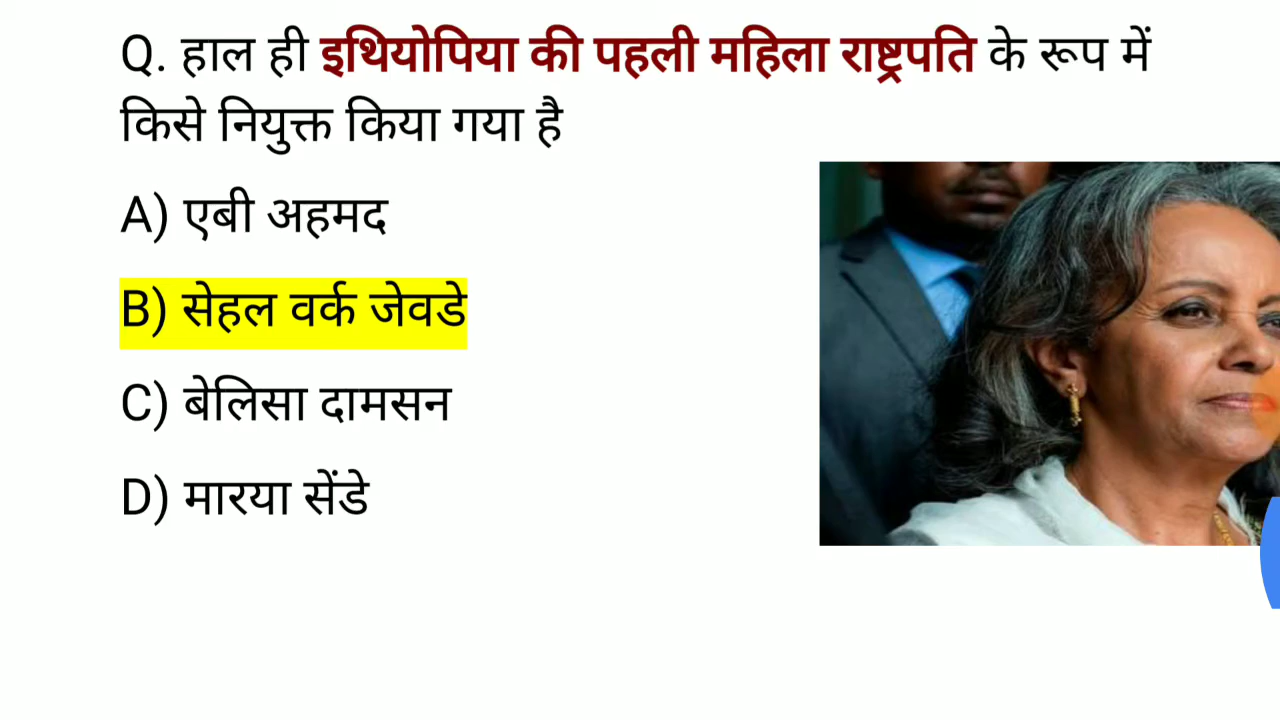 Q. हाल ही इथियोपिया की पहली महिला राष्ट्रपति के रूप में
किसे नियुक्त किया गया है
A) एबी अहमद
B) सेहल वर्क जेवडे
C) बेलिसा दामसन
D) मारया सेंडे